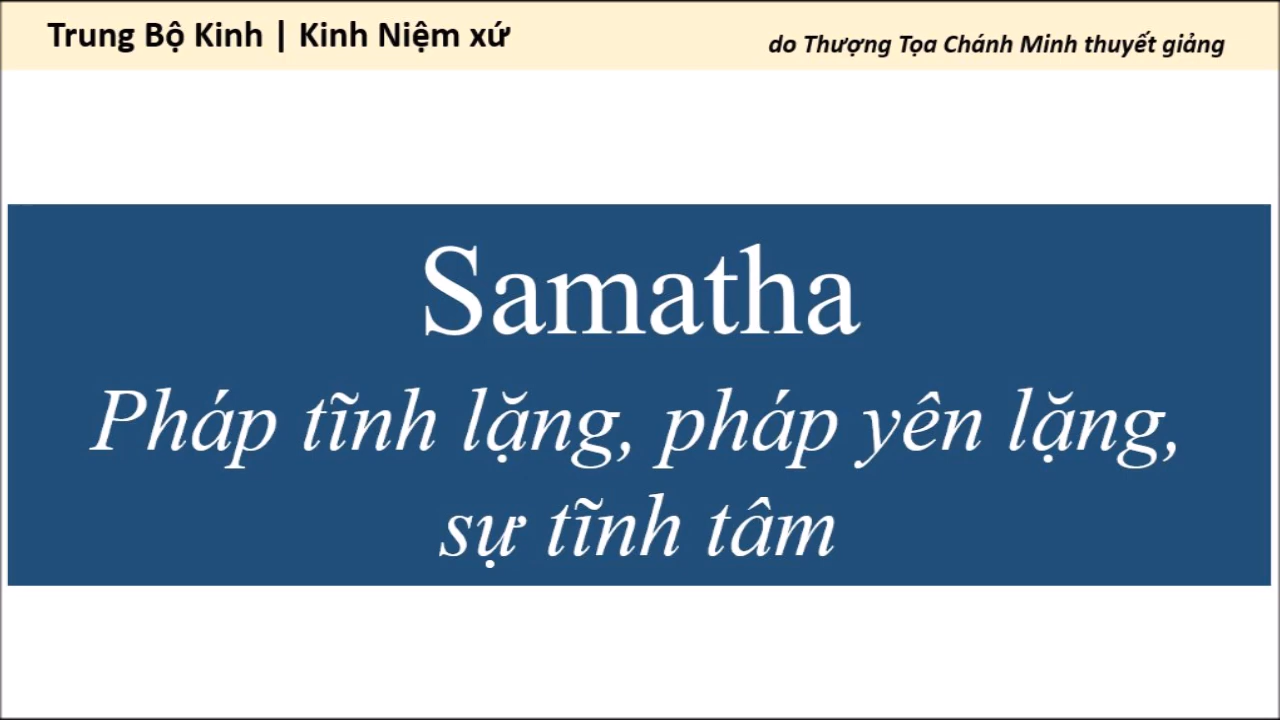 Trung Bộ Kinh | Kinh Niệm xứ
do Thượng Tọa Chánh Minh thuyết giảng
Samatha
Pháp tĩnh lặng, pháp yên lặng,
sự tĩnh tâm